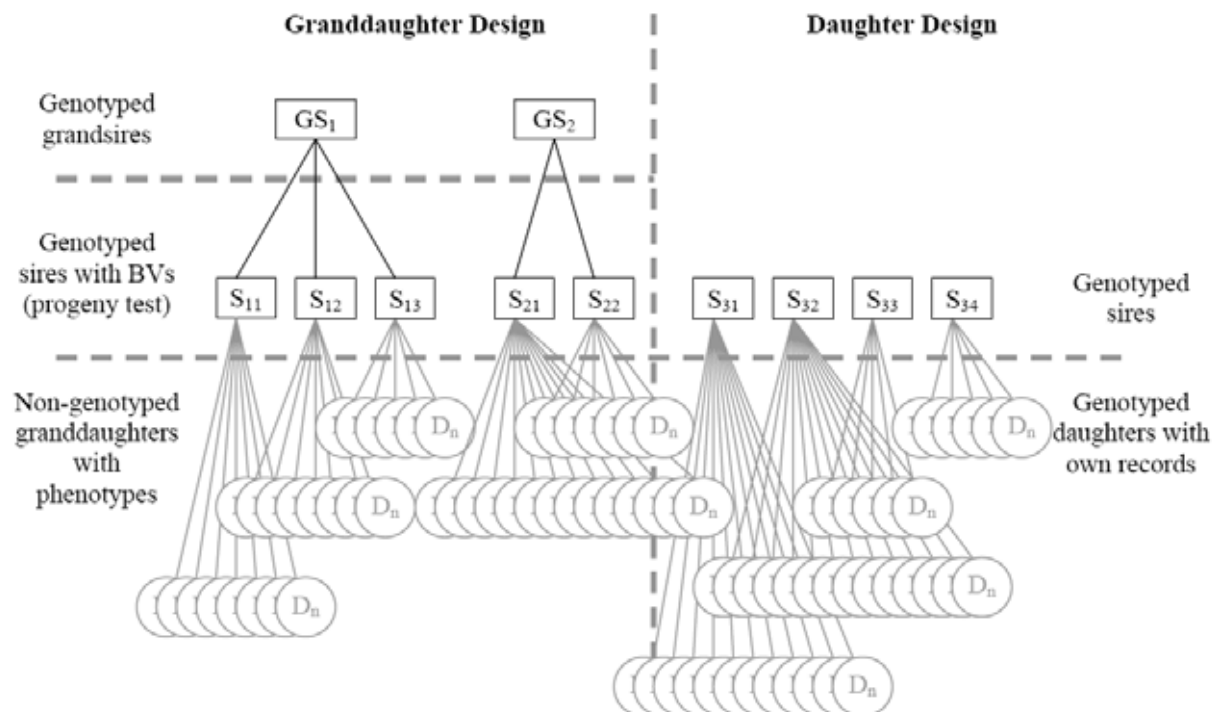 Granddaughter Design
Daughter Design
Genotyped
grandsires
GS₁
GS₂
Genotyped
sires with BVs
(progeny test)
S₁₁
S₁₂
S₁₃
S₂₁
S₂₂
S₃₁
S₃₂
S₃₃
S₃₄
Genotyped
sires
Non-genotyped
granddaughters
with
phenotypes
Dₙ
Dₙ
Dₙ
Dₙ
Genotyped
daughters with
own records
Dₙ
Dₙ
Dₙ
Dₙ
Dₙ